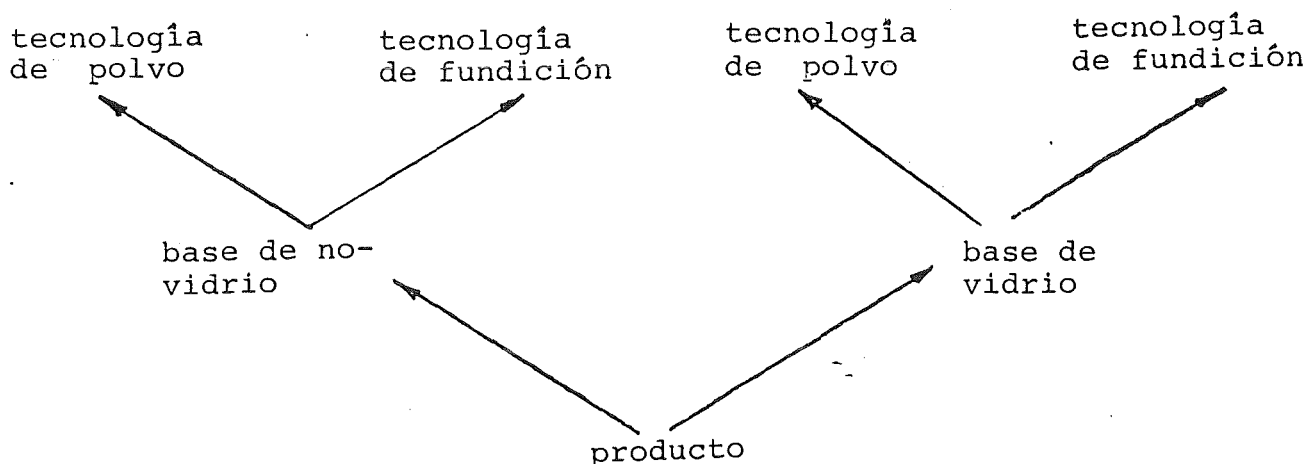 tecnología
de polvo
tecnología
de fundición
tecnología
de polvo
tecnología
de fundición
base de no-
vidrio
base de
vidrio
producto